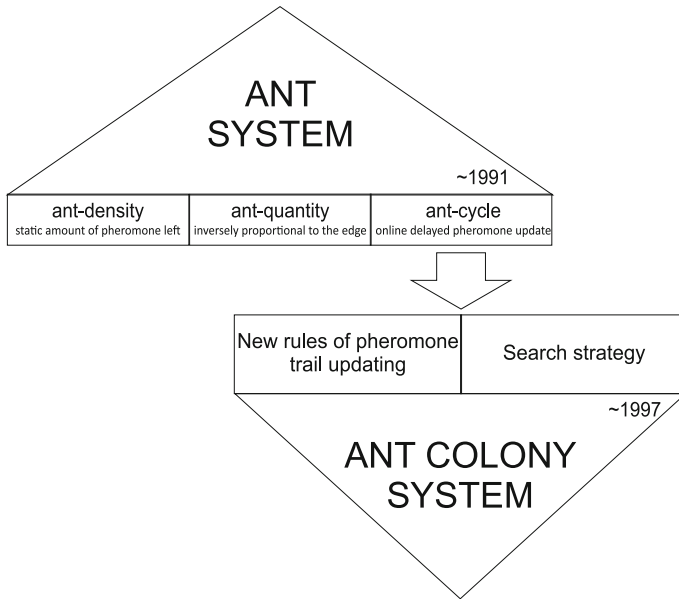 ANT
SYSTEM
~1991
ant-density
static amount of pheromone left
ant-quantity
inversely proportional to the edge
ant-cycle
online delayed pheromone update
New rules of pheromone
trail updating
Search strategy
~1997
ANT COLONY
SYSTEM